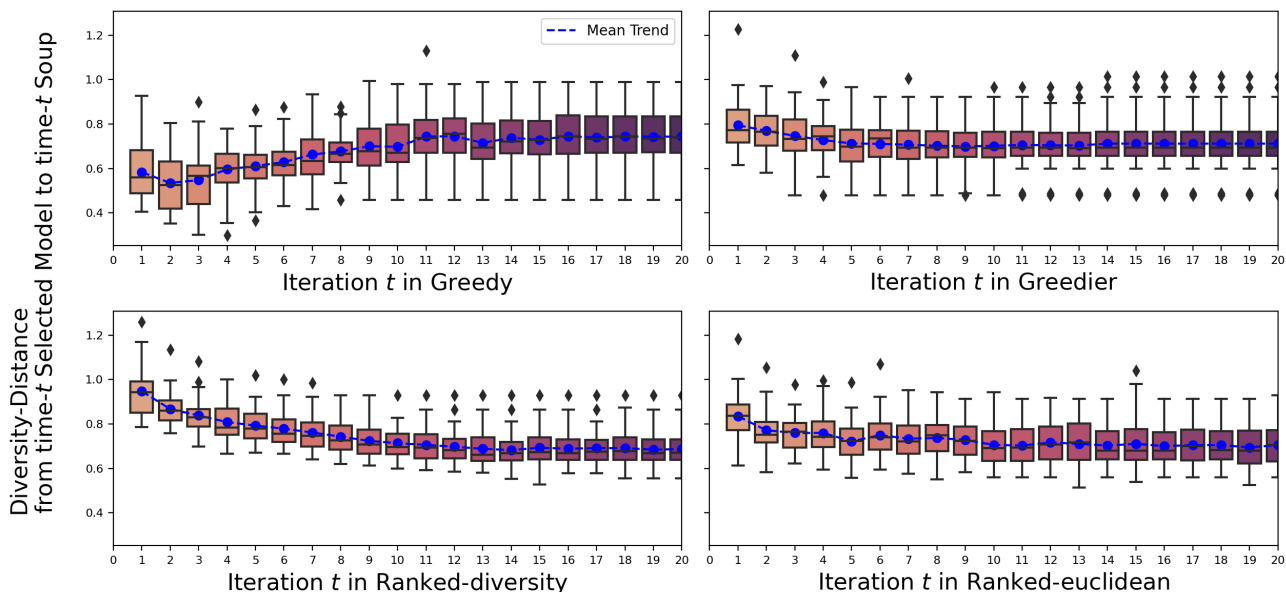 Diversity-Distance
from time-t Selected Model to time-t Soup
1.2
1.0
0.8
0.6
0.4
Mean Trend
0 1 2 3 4 5 6 7 8 9 10 11 12 13 14 15 16 17 18 19 20
Iteration t in Greedy
0 1 2 3 4 5 6 7 8 9 10 11 12 13 14 15 16 17 18 19 20
Iteration t in Greedier
1.2
1.0
0.8
0.6
0.4
0 1 2 3 4 5 6 7 8 9 10 11 12 13 14 15 16 17 18 19 20
Iteration t in Ranked-diversity
0 1 2 3 4 5 6 7 8 9 10 11 12 13 14 15 16 17 18 19 20
Iteration t in Ranked-euclidean